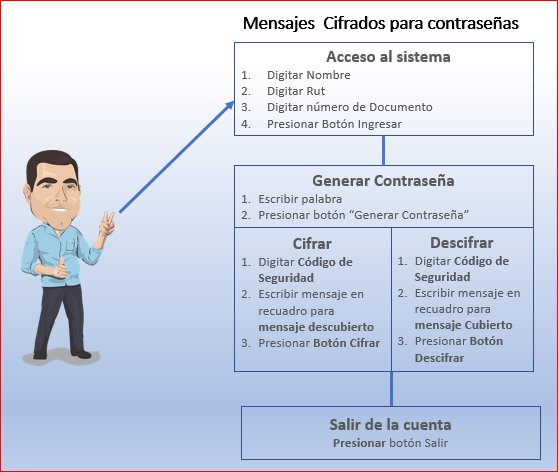 Mensajes  Cifrados para contraseñas
Acceso al sistema
1. Digitar Nombre
2. Digitar Rut
3. Digitar número de Documento
4. Presionar Botón Ingresar
Generar Contraseña
1. Escribir palabra
2. Presionar botón “Generar Contraseña”
Cifrar
1. Digitar Código de
Seguridad
2. Escribir mensaje en
recuadro para
mensaje descubierto
3. Presionar Botón Cifrar
Descifrar
1. Digitar Código de
Seguridad
2. Escribir mensaje en
recuadro para
mensaje Cubierto
3. Presionar Botón
Descifrar
Salir de la cuenta
Presionar botón Salir